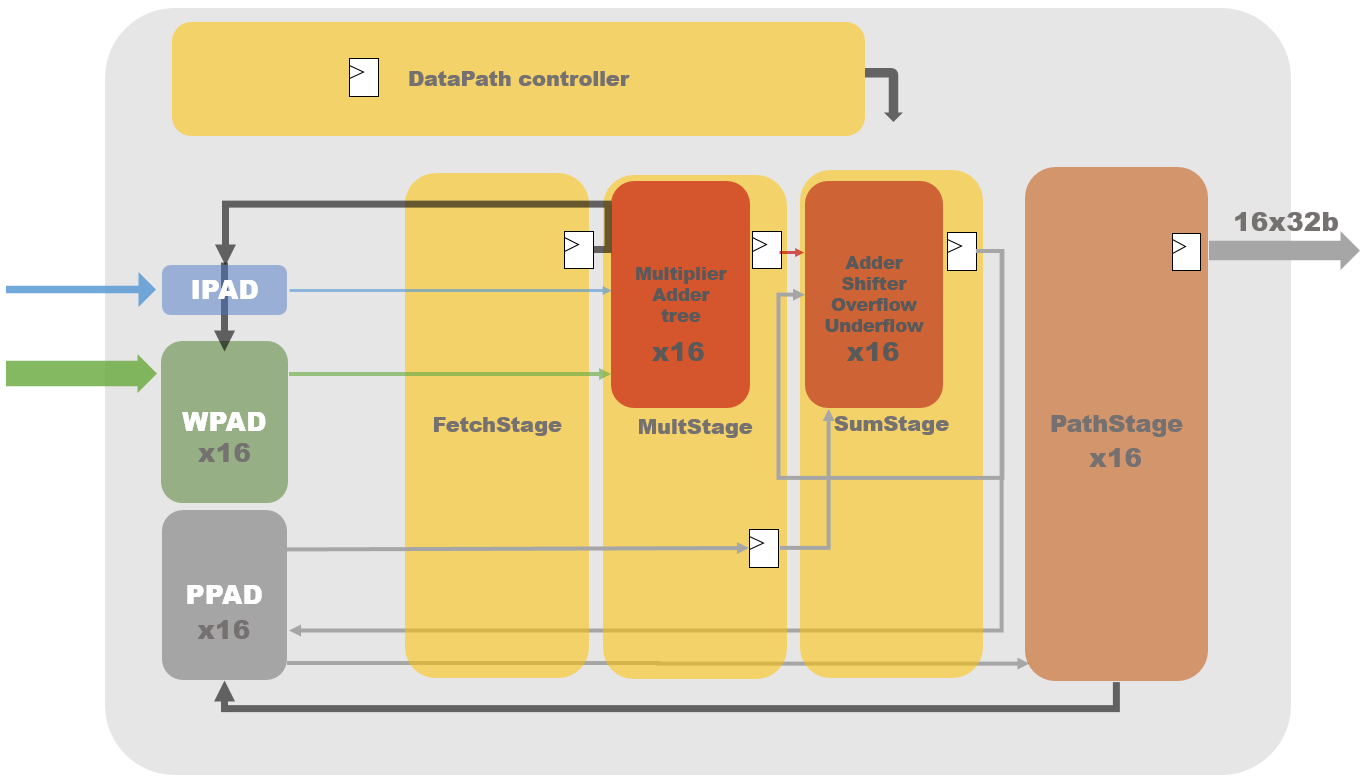 DataPath controller
16x32b
IPAD
Multiplier
Adder
tree
x16
Adder
Shifter
Overflow
Underflow
x16
WPAD
x16
FetchStage
MultStage
SumStage
PathStage
x16
PPAD
x16